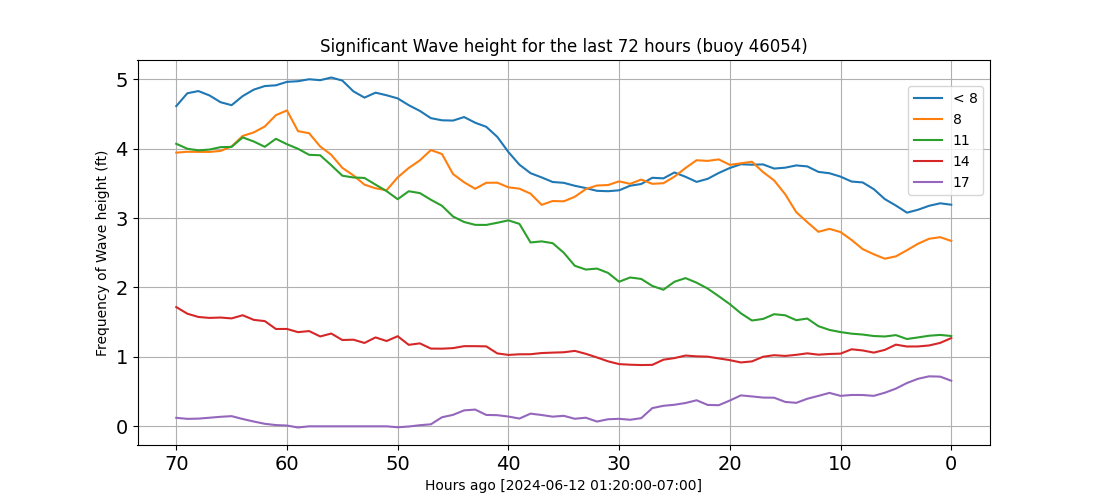 Significant Wave height for the last 72 hours (buoy 46054)
Frequency of Wave height (ft)
5
4
3
2
1
0
< 8
8
11
14
17
70 60 50 40 30 20 10 0
Hours ago [2024-06-12 01:20:00-07:00]